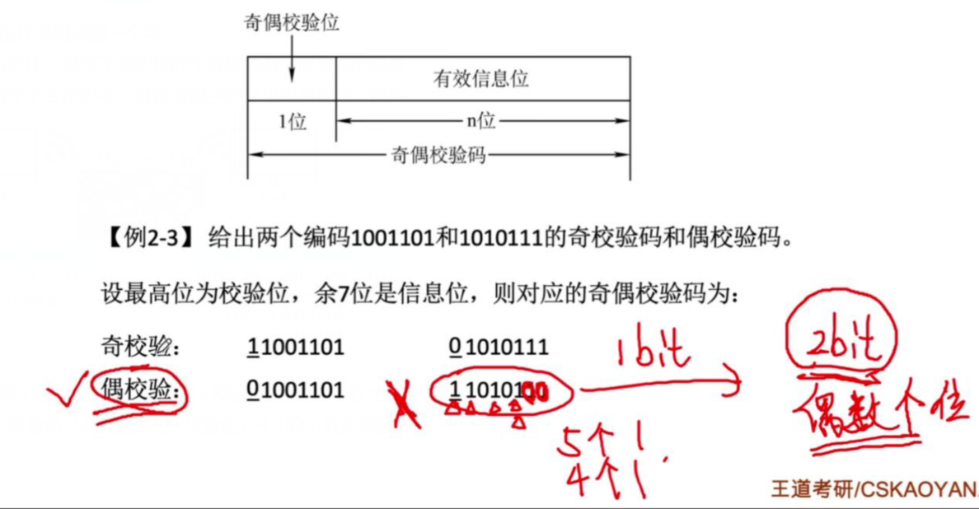 奇偶校验位
有效信息位
1位
n位
奇偶校验码
【例2-3】 给出两个编码1001101和1010111的奇校验码和偶校验码。
设最高位为校验位，余7位是信息位，则对应的奇偶校验码为：
奇校验： 11001101 01010111
1bit
2bit
偶校验： 01001101 11010100
偶数个位
5个1
4个1
王道考研/CSKAOYAN.